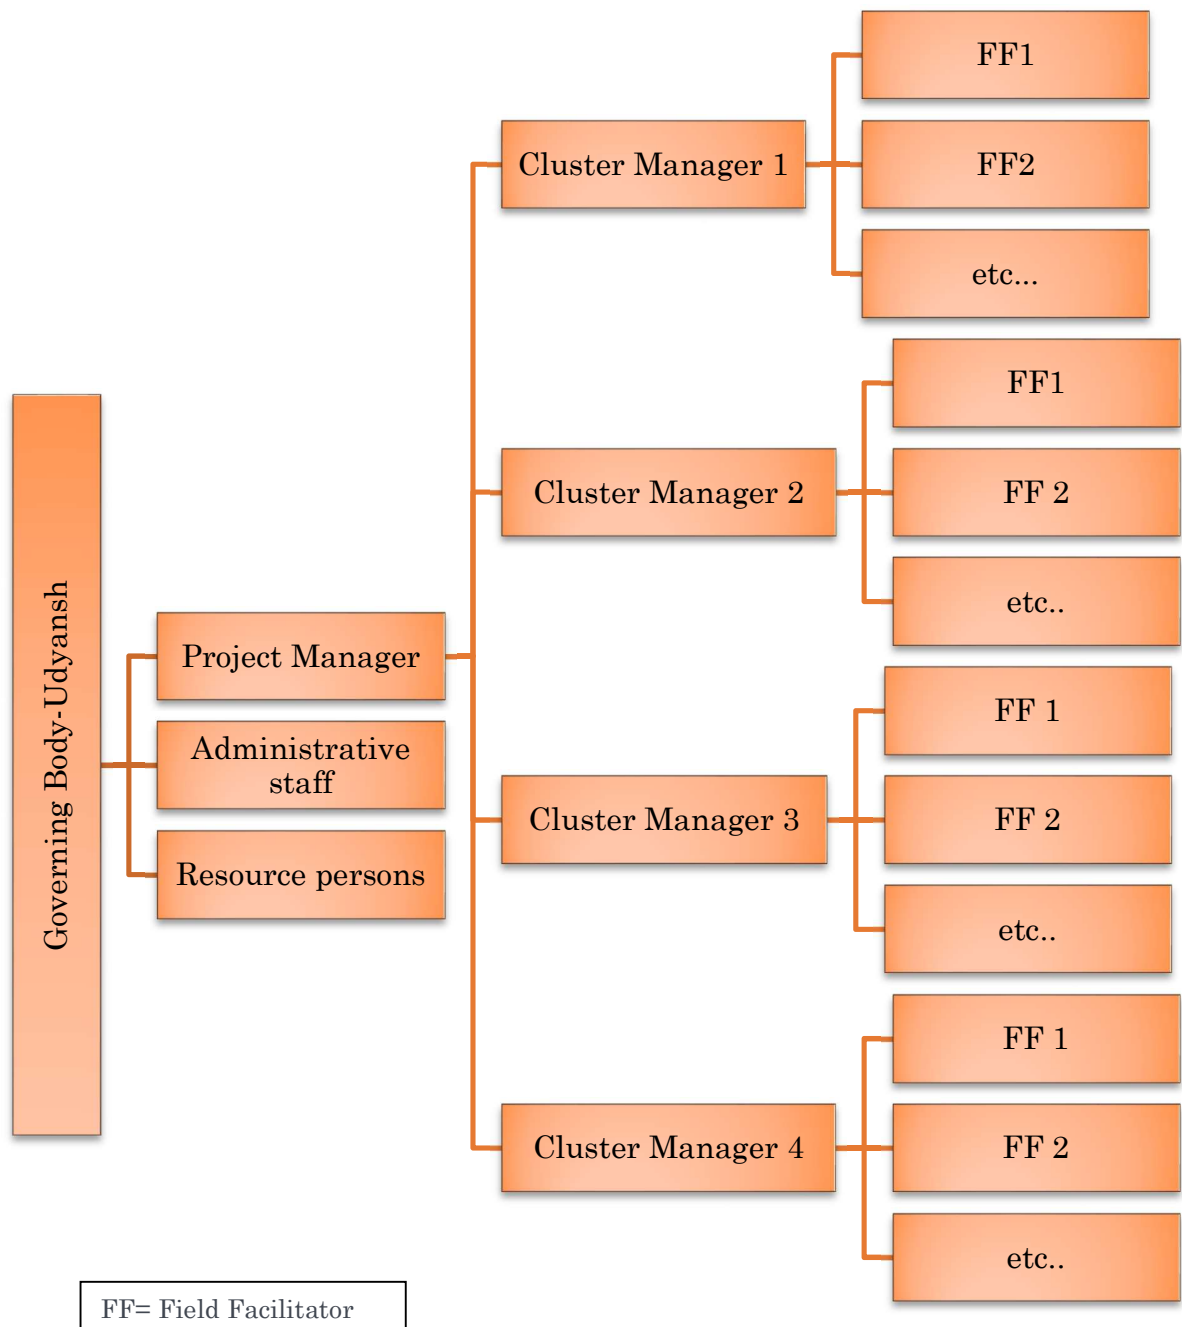 Governing Body-Udyansh
Project Manager
Administrative
staff
Resource persons
Cluster Manager 1
FF1
FF2
etc...
Cluster Manager 2
FF1
FF 2
etc..
Cluster Manager 3
FF 1
FF 2
etc..
Cluster Manager 4
FF 1
FF 2
etc..
FF= Field Facilitator